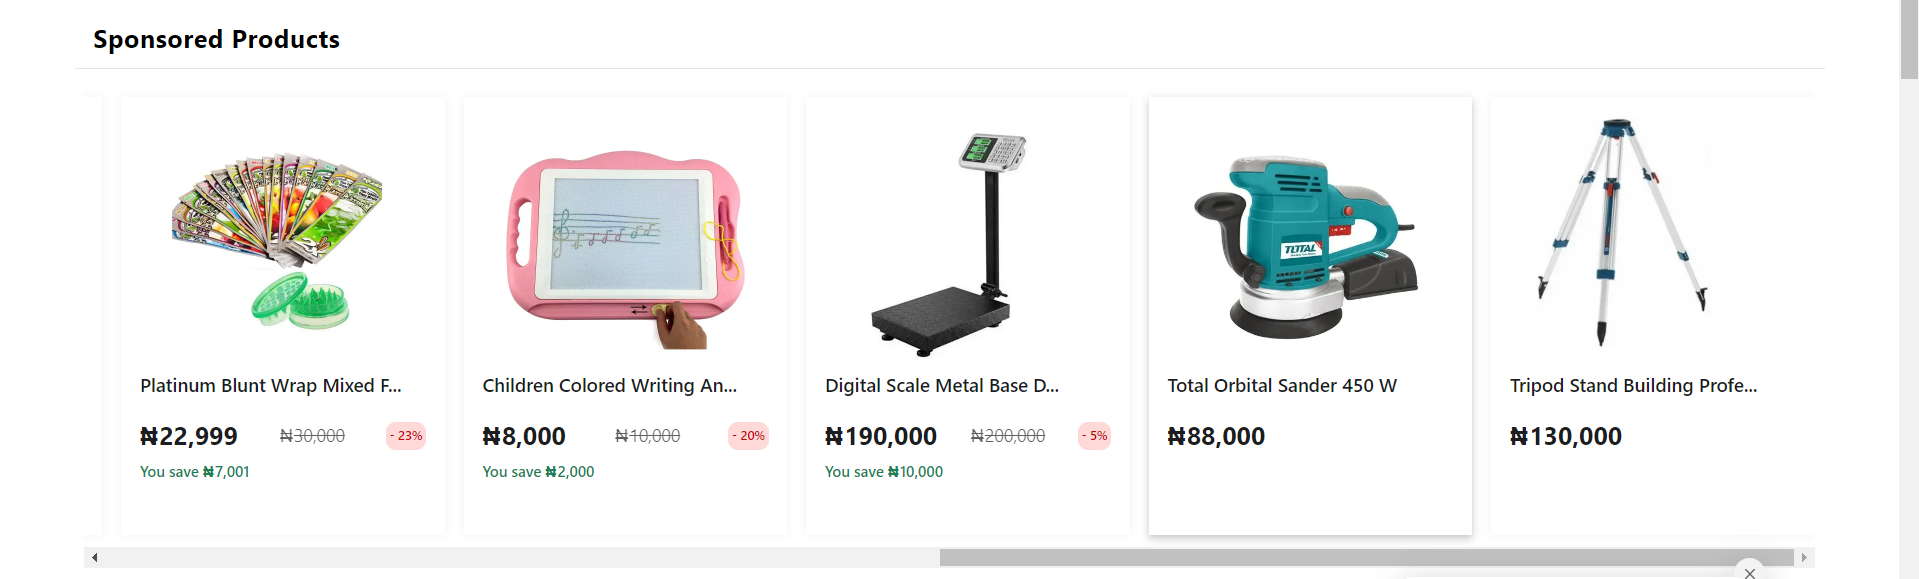 Sponsored Products
Platinum Blunt Wrap Mixed F...
₦22,999 ₦30,000 - 23%
You save ₦7,001
Children Colored Writing An...
₦8,000 ₦10,000 - 20%
You save ₦2,000
Digital Scale Metal Base D...
₦190,000 ₦200,000 - 5%
You save ₦10,000
TOTAL
Total Orbital Sander 450 W
₦88,000
Tripod Stand Building Profe...
₦130,000